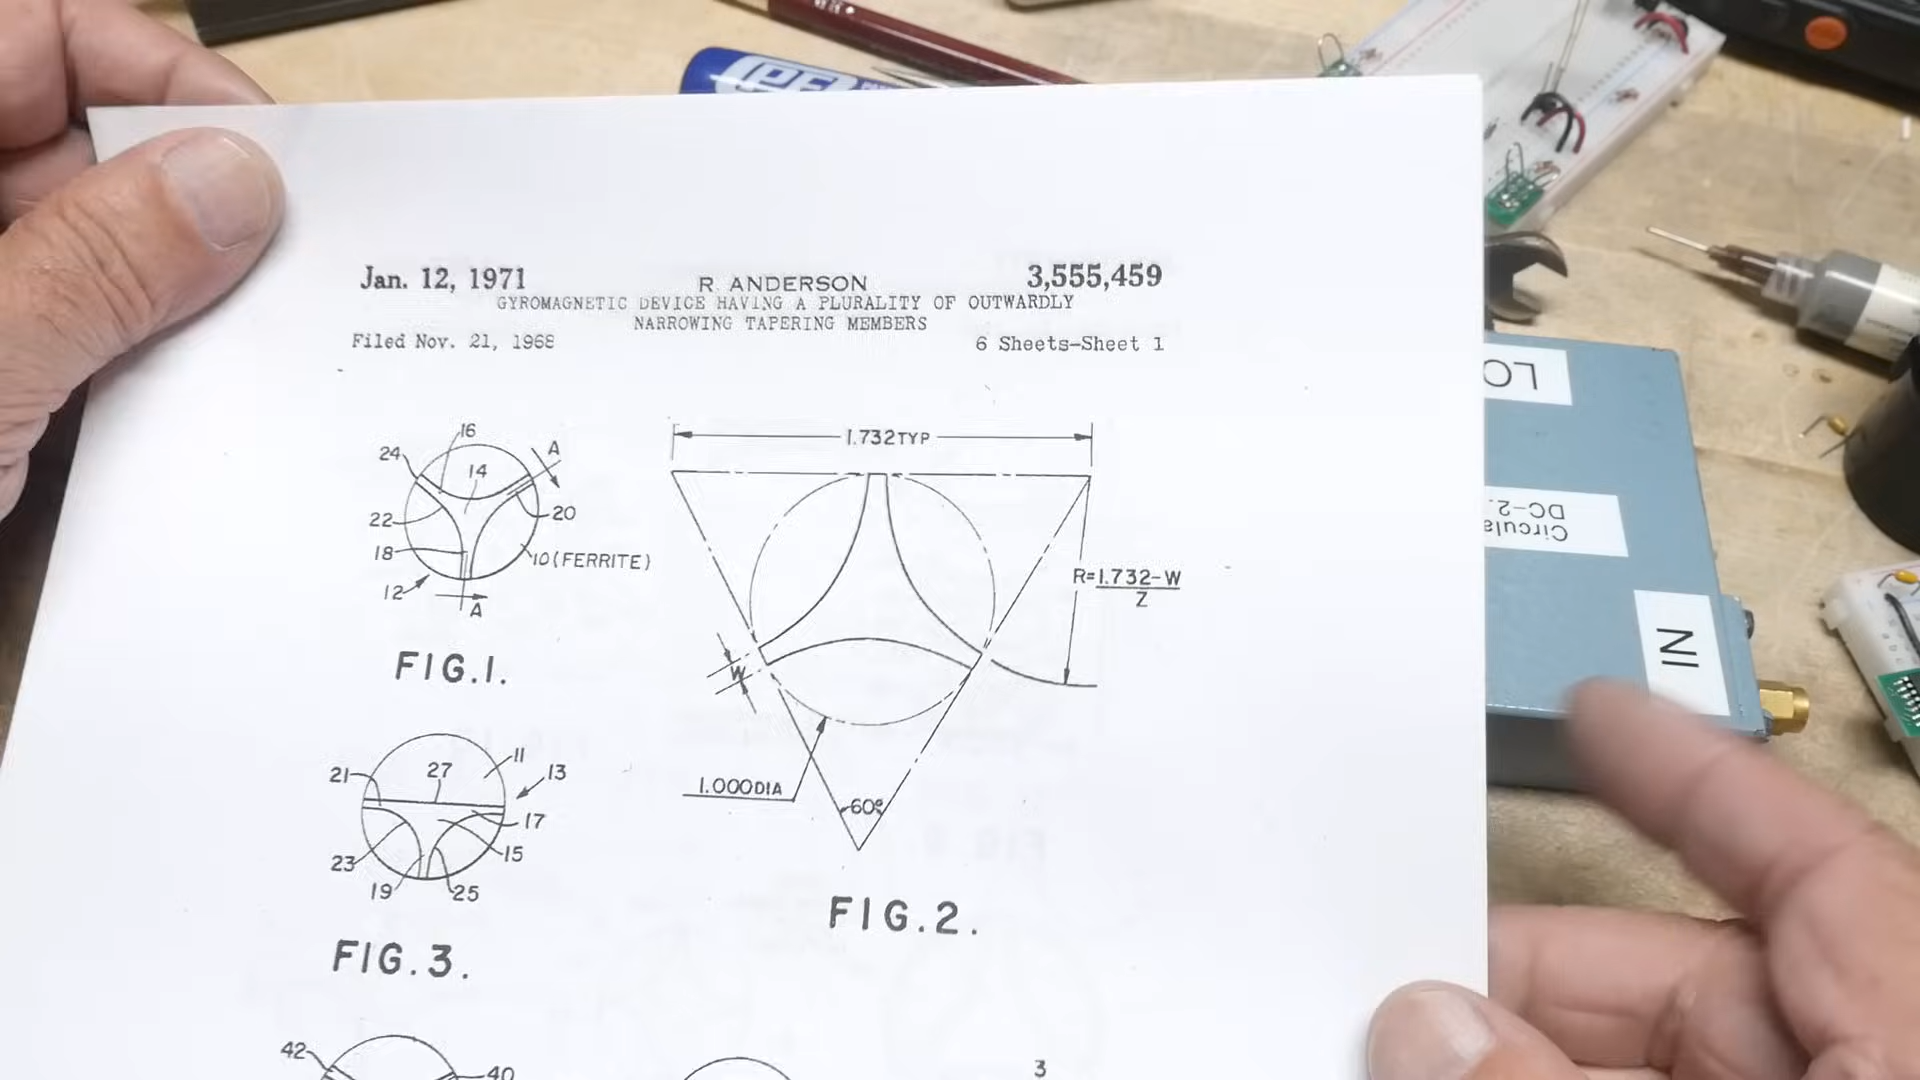 Jan. 12, 1971
R. ANDERSON
3,555,459
GYROMAGNETIC DEVICE HAVING A PLURALITY OF OUTWARDLY
NARROWING TAPERING MEMBERS
Filed Nov. 21, 1968
6 Sheets-Sheet 1
16
A
24
14
22
20
18
10 (FERRITE)
12
A
FIG.1.
1.732 TYP
R=1.732-W
2
W
1.000 DIA
60°
FIG.2.
11
21
27
13
17
15
23
19
25
FIG.3.
42
40
3
LO
DC-2.
Circula
IN